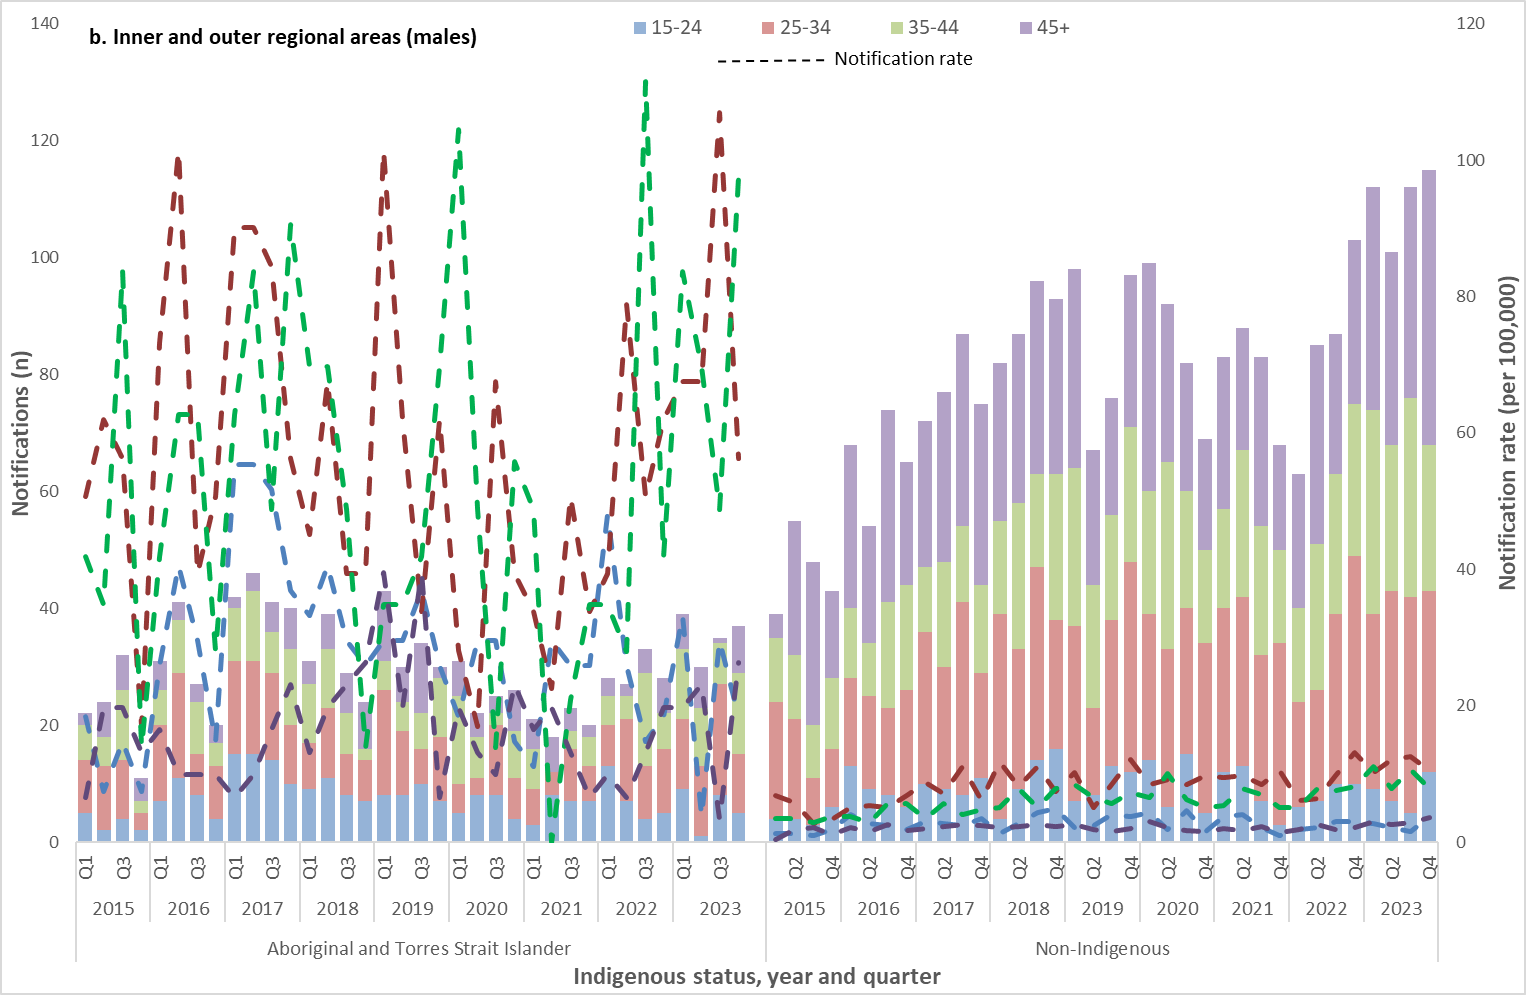 140
120
100
80
60
40
20
0
Notifications (n)
b. Inner and outer regional areas (males)
15-24 25-34 35-44 45+
Notification rate
120
100
80
60
40
20
0
Notification rate (per 100,000)
Q1 Q3 Q1 Q3 Q1 Q3 Q1 Q3 Q1 Q3 Q1 Q3 Q1 Q3 Q1 Q3 Q1 Q3 Q2 Q4 Q2 Q4 Q2 Q4 Q2 Q4 Q2 Q4 Q2 Q4 Q2 Q4 Q2 Q4 Q2 Q4
2015 2016 2017 2018 2019 2020 2021 2022 2023 2015 2016 2017 2018 2019 2020 2021 2022 2023
Aboriginal and Torres Strait Islander Non-Indigenous
Indigenous status, year and quarter